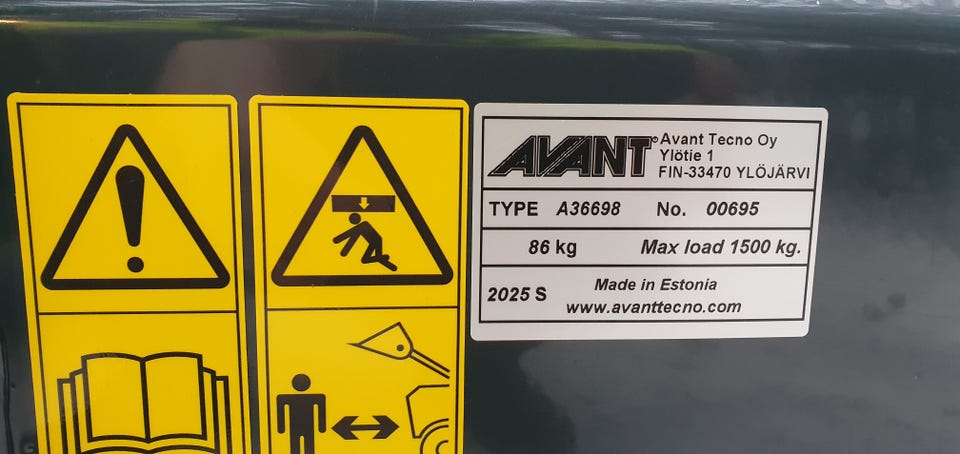 AVANT® Avant Tecno Oy
Ylötie 1
FIN-33470 YLÖJÄRVI
TYPE A36698 No. 00695
86 kg Max load 1500 kg.
2025 S Made in Estonia
www.avanttecno.com